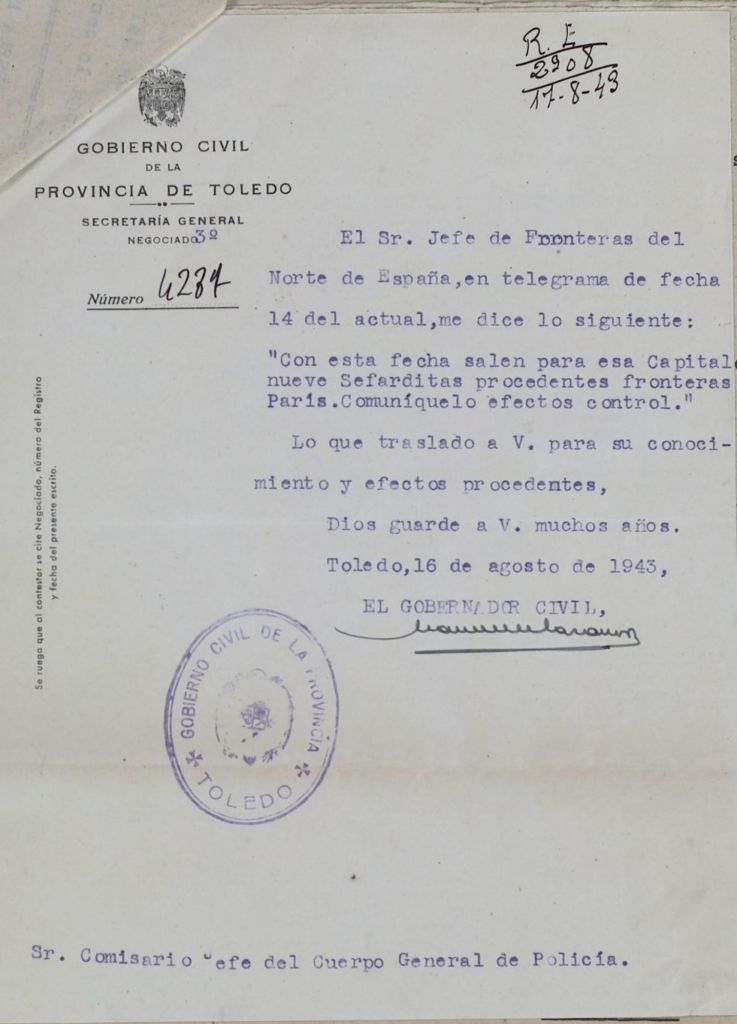 R. E
2908
17-8-43
GOBIERNO CIVIL
DE LA
PROVINCIA DE TOLEDO
SECRETARÍA GENERAL
NEGOCIADO 3º
Número 4237
El Sr. Jefe de Fronteras del
Norte de España,en telegrama de fecha
14 del actual,me dice lo siguiente:
"Con esta fecha salen para esa Capital
nueve Sefarditas procedentes fronteras
Paris.Comuníquelo efectos control."
Lo que traslado a V. para su conoci-
miento y efectos procedentes,
Dios guarde a V. muchos años.
Toledo,16 de agosto de 1943,
EL GOBERNADOR CIVIL,
Se ruega que al contestar se cite Negociado, número del Registro
y fecha del presente escrito.
GOBIERNO CIVIL DE LA PROVINCIA
TOLEDO
Sr. Comisario Jefe del Cuerpo General de Policía.